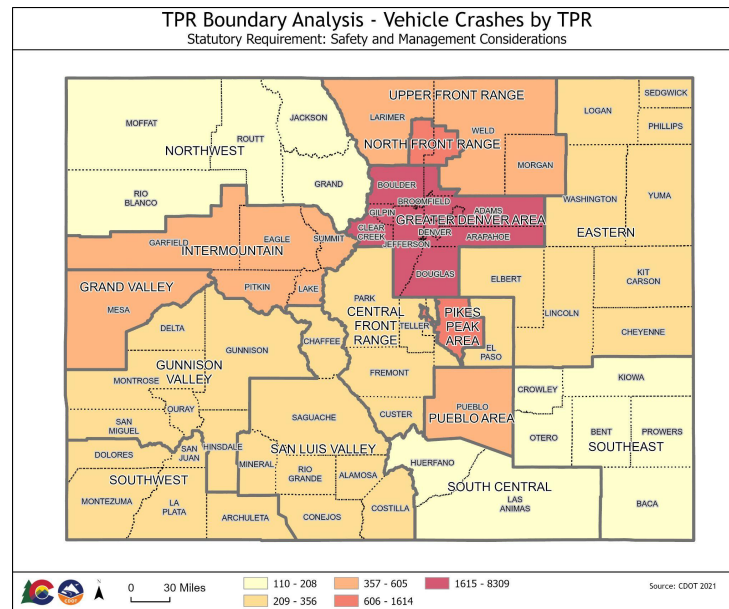 TPR Boundary Analysis - Vehicle Crashes by TPR
Statutory Requirement: Safety and Management Considerations
MOFFAT
JACKSON
ROUTT
NORTHWEST
RIO
BLANCO
GRAND
UPPER FRONT RANGE
LARIMER
WELD
NORTH FRONT RANGE
MORGAN
LOGAN
SEDGWICK
PHILLIPS
WASHINGTON
YUMA
EASTERN
BOULDER
BROOMFIELD
GILPIN
ADAMS
GREATER DENVER AREA
CLEAR
CREEK
DENVER
JEFFERSON
ARAPAHOE
DOUGLAS
GARFIELD
EAGLE
SUMMIT
INTERMOUNTAIN
PITKIN
LAKE
GRAND VALLEY
MESA
ELBERT
KIT
CARSON
LINCOLN
CHEYENNE
PARK
CENTRAL
FRONT
RANGE
TELLER
PIKES
PEAK
AREA
EL
PASO
DELTA
GUNNISON
CHAFFEE
GUNNISON
VALLEY
MONTROSE
OURAY
SAN
MIGUEL
FREMONT
CUSTER
PUEBLO
PUEBLO AREA
CROWLEY
KIOWA
OTERO
BENT
PROWERS
SOUTHEAST
BACA
SAGUACHE
SAN LUIS VALLEY
DOLORES
SAN
JUAN
HINSDALE
MINERAL
RIO
GRANDE
ALAMOSA
HUERFANO
SOUTH CENTRAL
LAS
ANIMAS
SOUTHWEST
MONTEZUMA
LA
PLATA
ARCHULETA
CONEJOS
COSTILLA
0 30 Miles
110 - 208
209 - 356
357 - 605
606 - 1614
1615 - 8309
Source: CDOT 2021